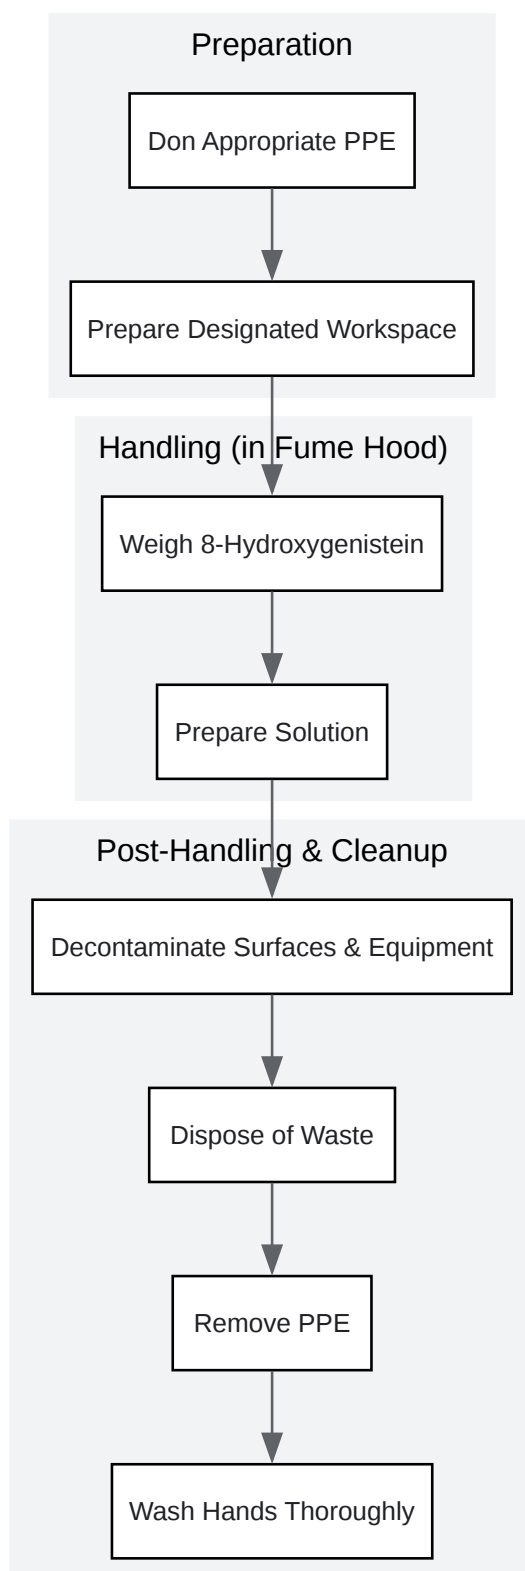 Preparation
Don Appropriate PPE
Prepare Designated Workspace
Handling (in Fume Hood)
Weigh 8-Hydroxygenistein
Prepare Solution
Post-Handling & Cleanup
Decontaminate Surfaces & Equipment
Dispose of Waste
Remove PPE
Wash Hands Thoroughly